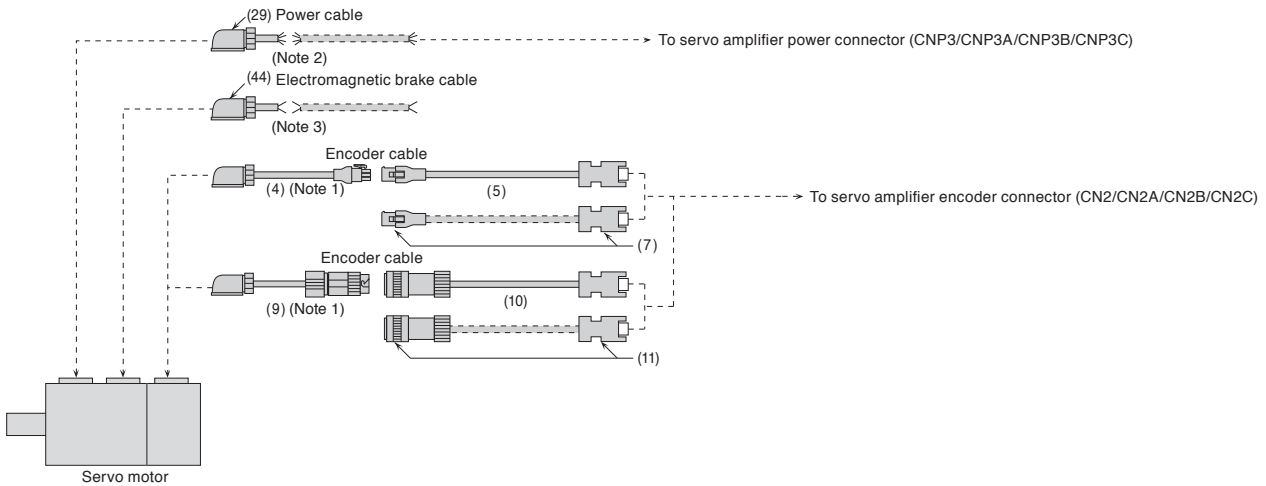 (29) Power cable
To servo amplifier power connector (CNP3/CNP3A/CNP3B/CNP3C)
(Note 2)
(44) Electromagnetic brake cable
(Note 3)
Encoder cable
(4) (Note 1)
(5)
To servo amplifier encoder connector (CN2/CN2A/CN2B/CN2C)
(7)
Encoder cable
(9) (Note 1)
(10)
(11)
Servo motor